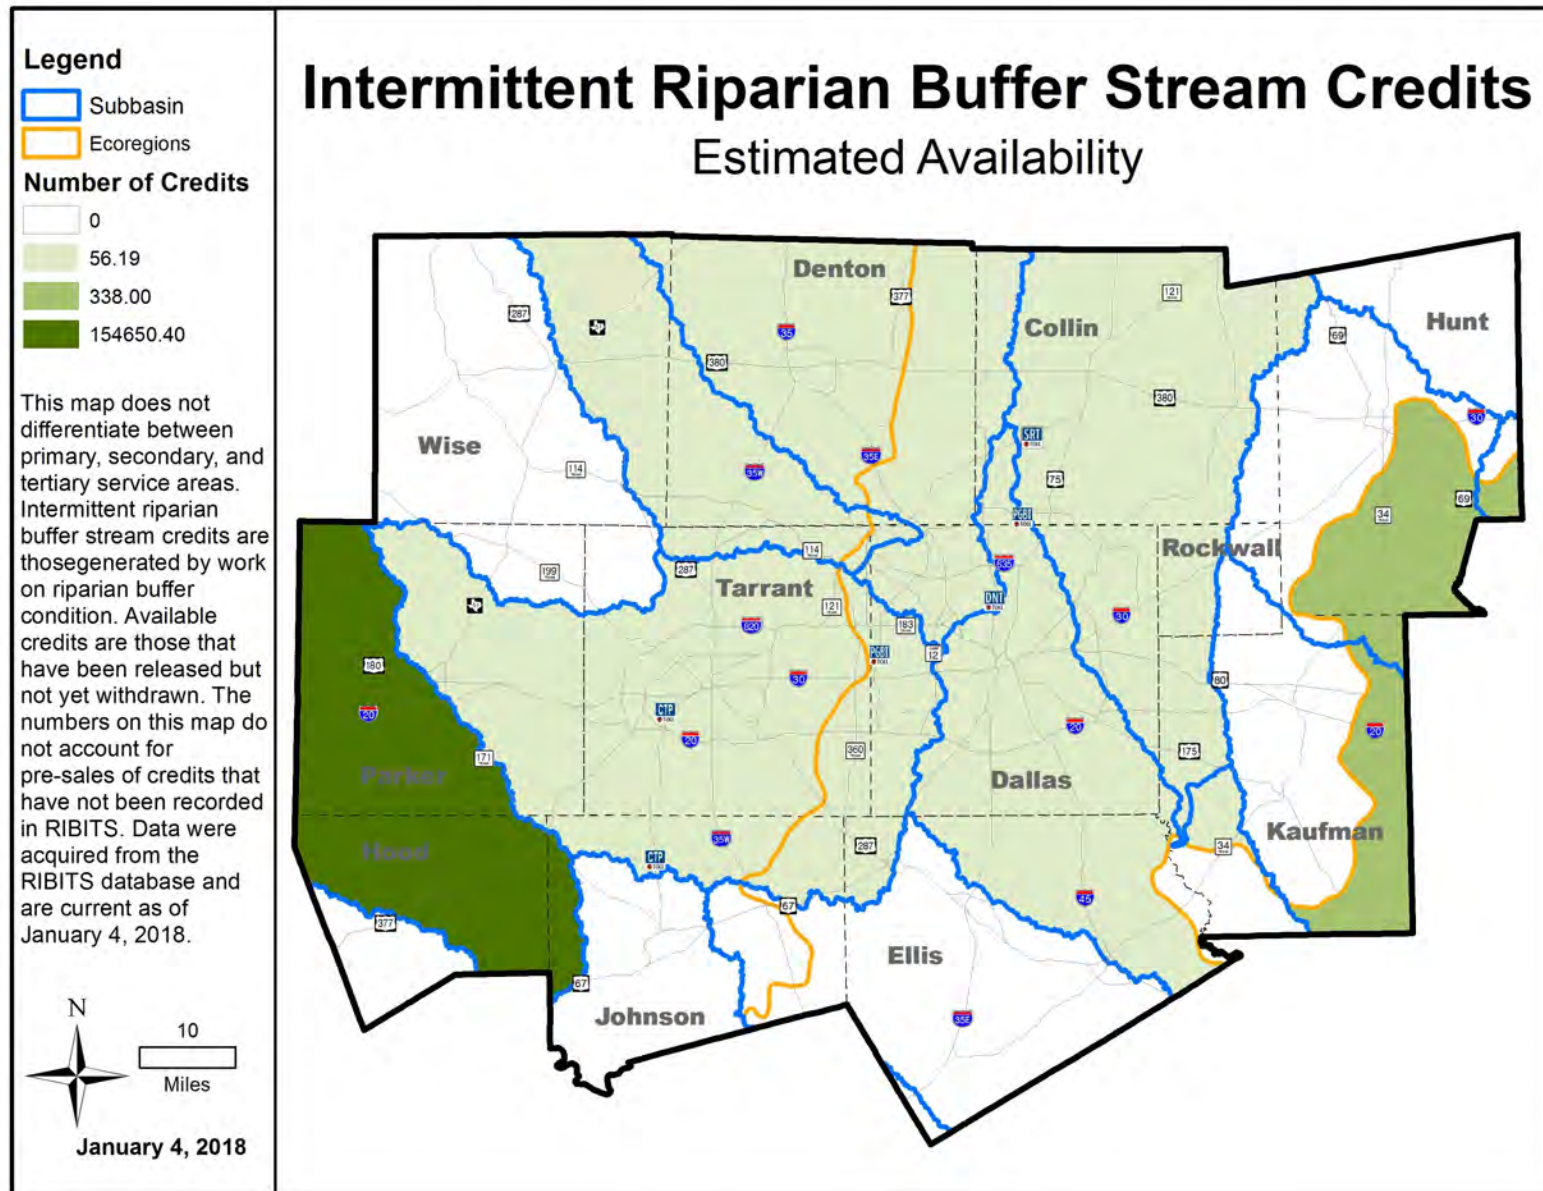 Legend
Subbasin
Ecoregions
Number of Credits
0
56.19
338.00
154650.40
This map does not
differentiate between
primary, secondary, and
tertiary service areas.
Intermittent riparian
buffer stream credits are
thosegenerated by work
on riparian buffer
condition. Available
credits are those that
have been released but
not yet withdrawn. The
numbers on this map do
not account for
pre-sales of credits that
have not been recorded
in RIBITS. Data were
acquired from the
RIBITS database and
are current as of
January 4, 2018.
N
10
Miles
January 4, 2018
Intermittent Riparian Buffer Stream Credits
Estimated Availability
Denton
377
121
287
35
Collin
Hunt
69
380
380
30
SRT
Wise
35E
114
35W
75
69
34
PGBT
Rockwall
114
199
287
635
Tarrant
DNT
121
620
183
30
12
PGBT
180
30
80
CTP
20
20
20
20
360
175
171
Parker
Dallas
Kaufman
35W
287
34
Hood
CTP
45
67
377
Ellis
67
Johnson
35E